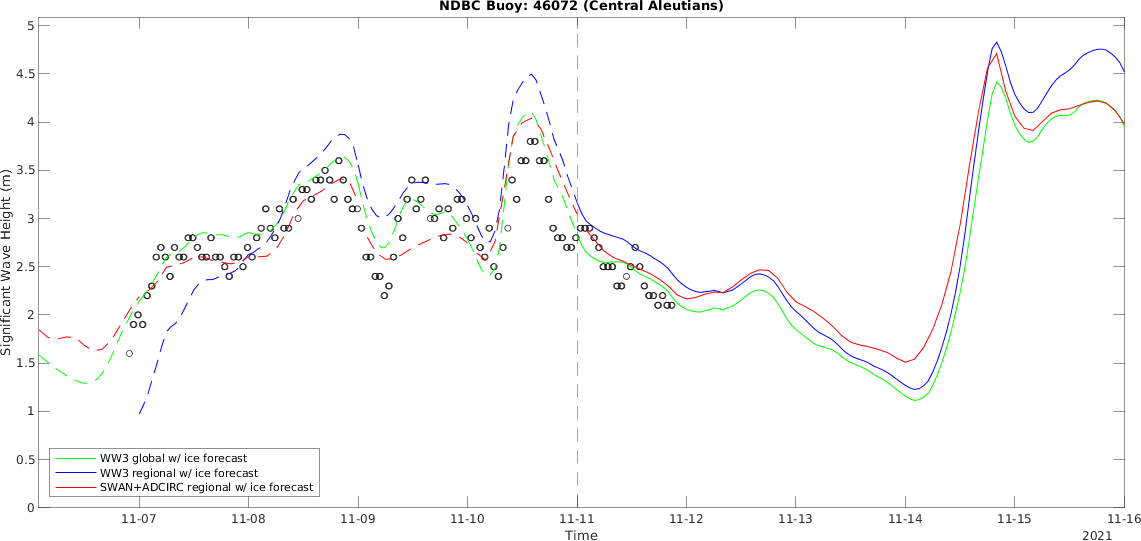 NDBC Buoy: 46072 (Central Aleutians)
5
4.5
4
3.5
3
2.5
2
1.5
1
0.5
0
Significant Wave Height (m)
WW3 global w/ ice forecast
WW3 regional w/ ice forecast
SWAN+ADCIRC regional w/ ice forecast
11-07 11-08 11-09 11-10 11-11 11-12 11-13 11-14 11-15 11-16
Time
2021